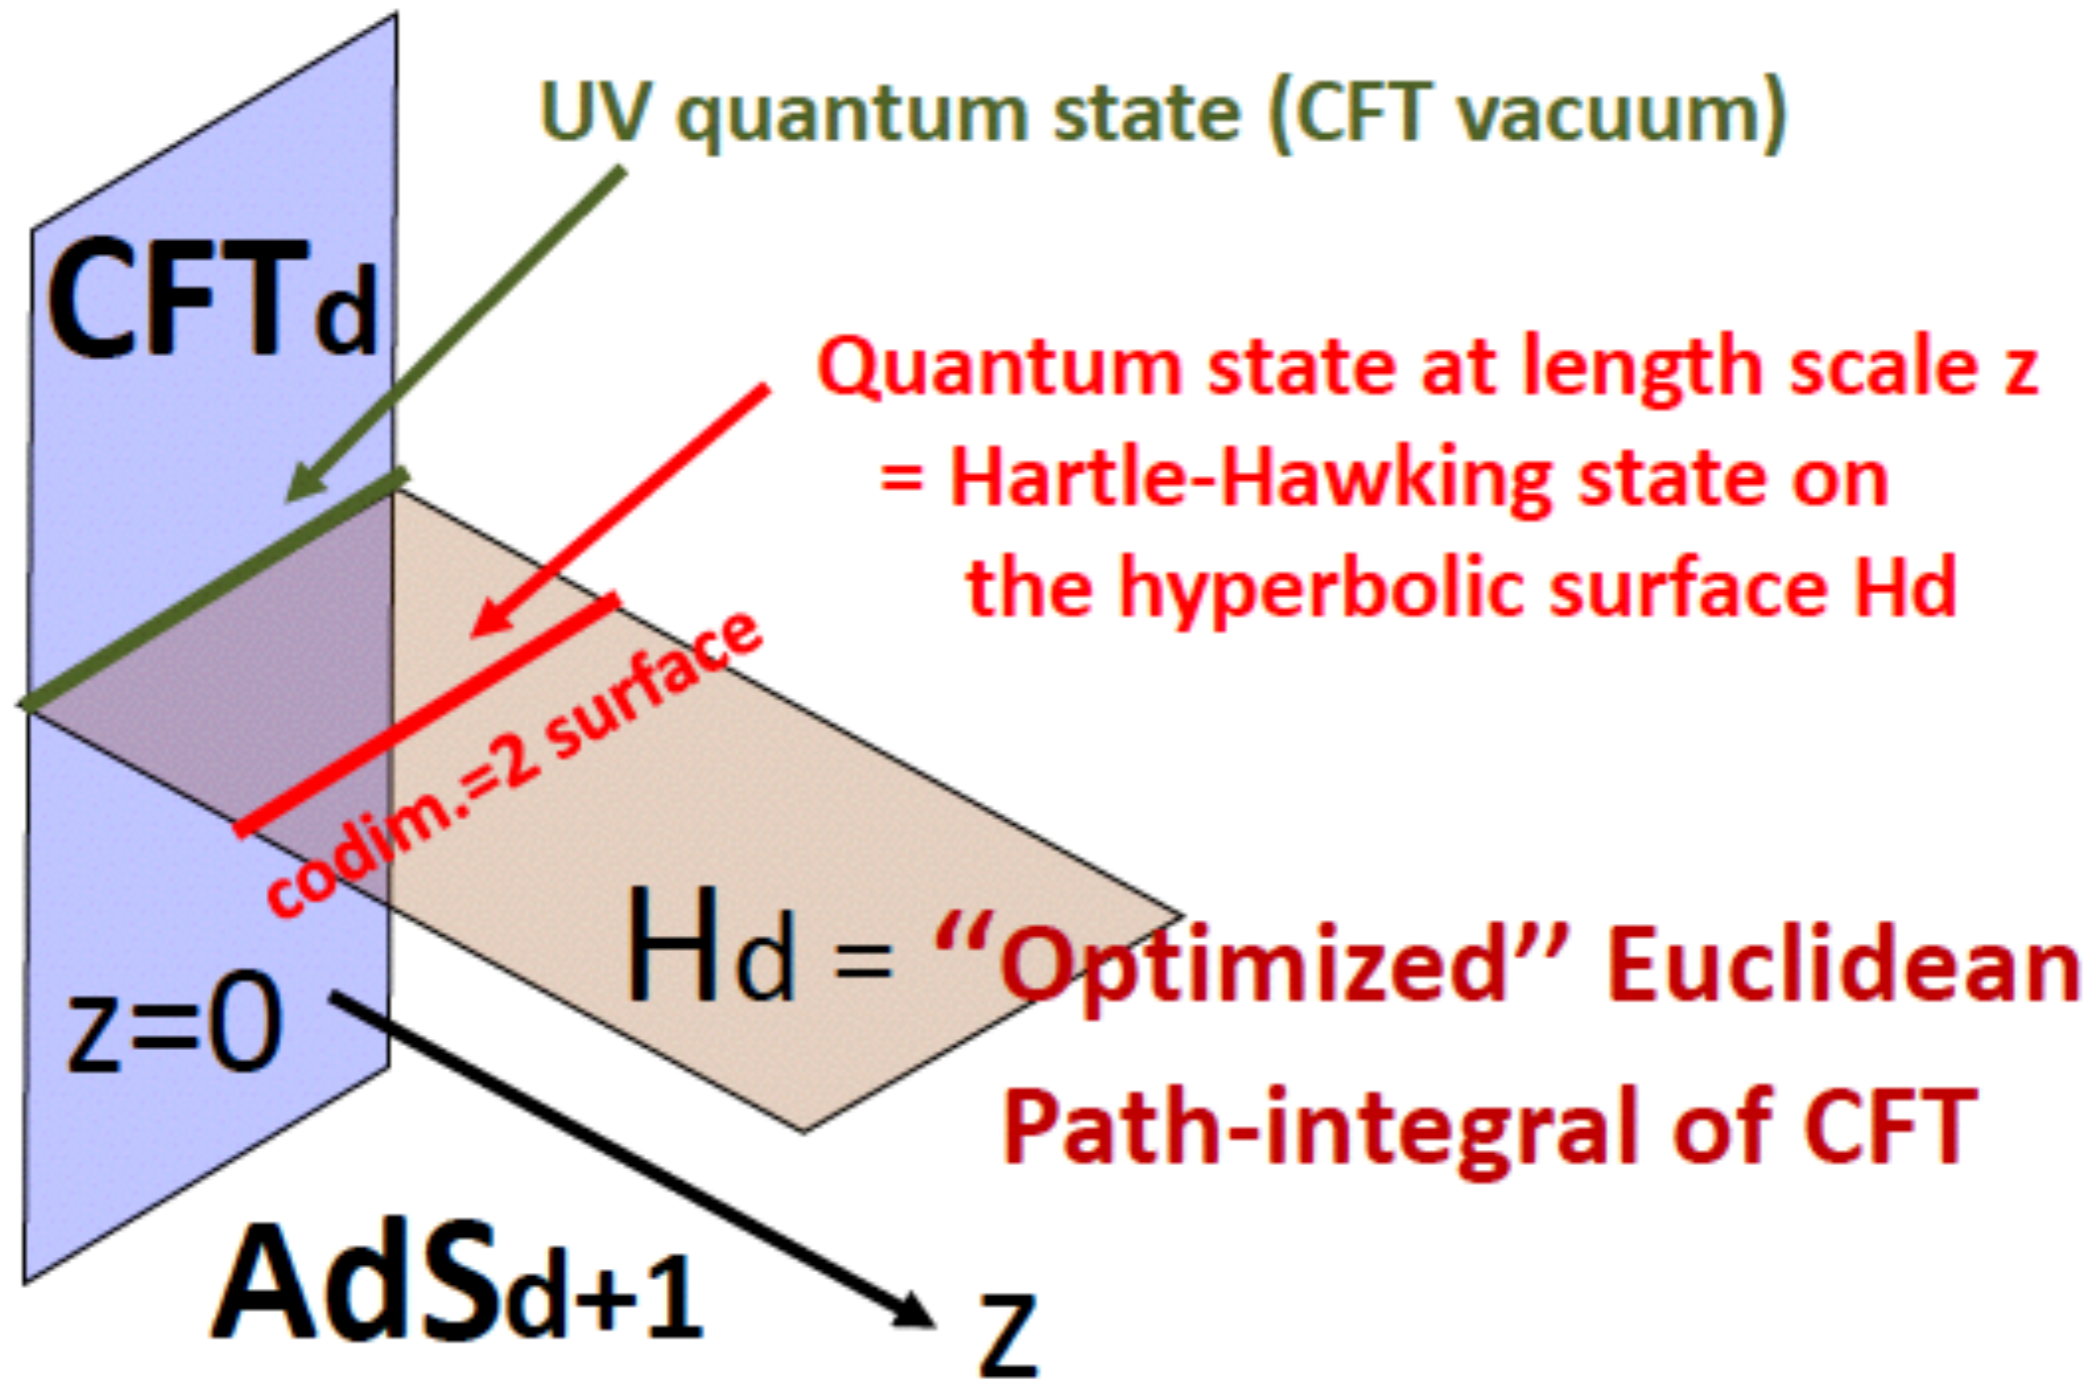 UV quantum state (CFT vacuum)
CFTd
Quantum state at length scale z
= Hartle-Hawking state on
the hyperbolic surface Hd
codim.=2 surface
Hd = “Optimized” Euclidean
Path-integral of CFT
z=0
AdSd+1
z